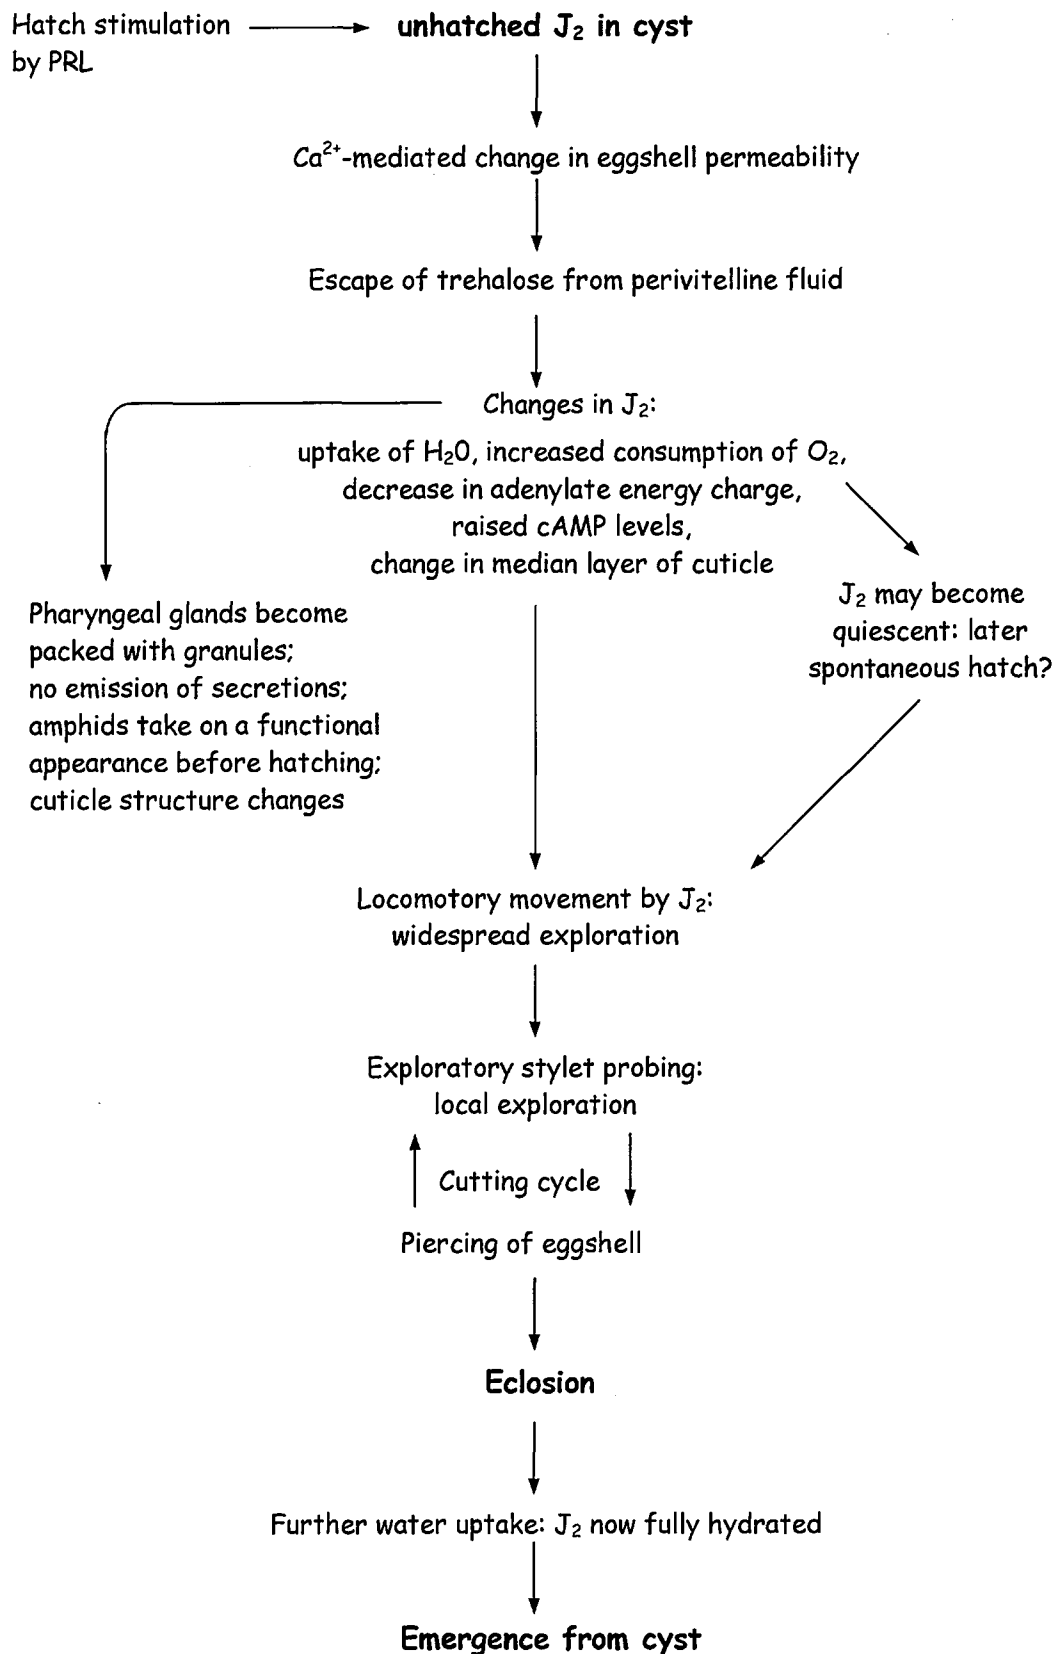 Hatch stimulation
by PRL
unhatched J₂ in cyst
Ca²⁺-mediated change in eggshell permeability
Escape of trehalose from perivitelline fluid
Changes in J₂:
uptake of H₂O, increased consumption of O₂,
decrease in adenylate energy charge,
raised cAMP levels,
change in median layer of cuticle
Pharyngeal glands become
packed with granules;
no emission of secretions;
amphids take on a functional
appearance before hatching;
cuticle structure changes
J₂ may become
quiescent: later
spontaneous hatch?
Locomotory movement by J₂:
widespread exploration
Exploratory stylet probing:
local exploration
Cutting cycle
Piercing of eggshell
Eclosion
Further water uptake: J₂ now fully hydrated
Emergence from cyst